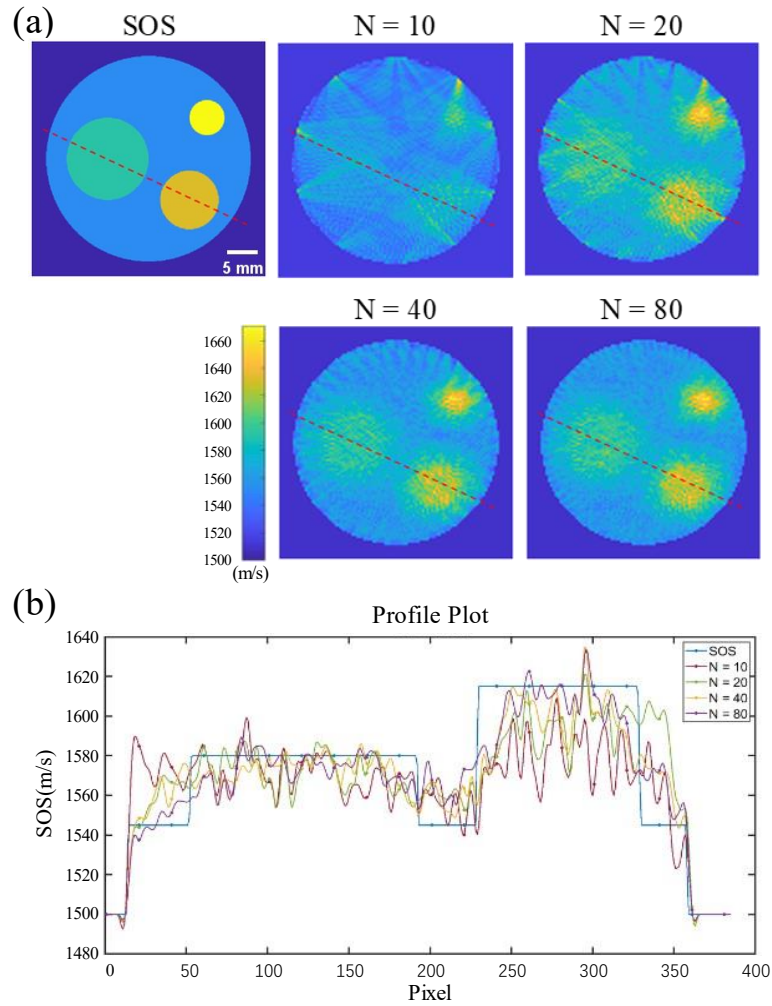 (a)
SOS
N = 10
N = 20
5 mm
N = 40
N = 80
1660
1640
1620
1600
1580
1560
1540
1520
1500
(m/s)
(b)
Profile Plot
1640
1620
1600
1580
1560
1540
1520
1500
1480
SOS(m/s)
SOS
N = 10
N = 20
N = 40
N = 80
0 50 100 150 200 250 300 350 400
Pixel